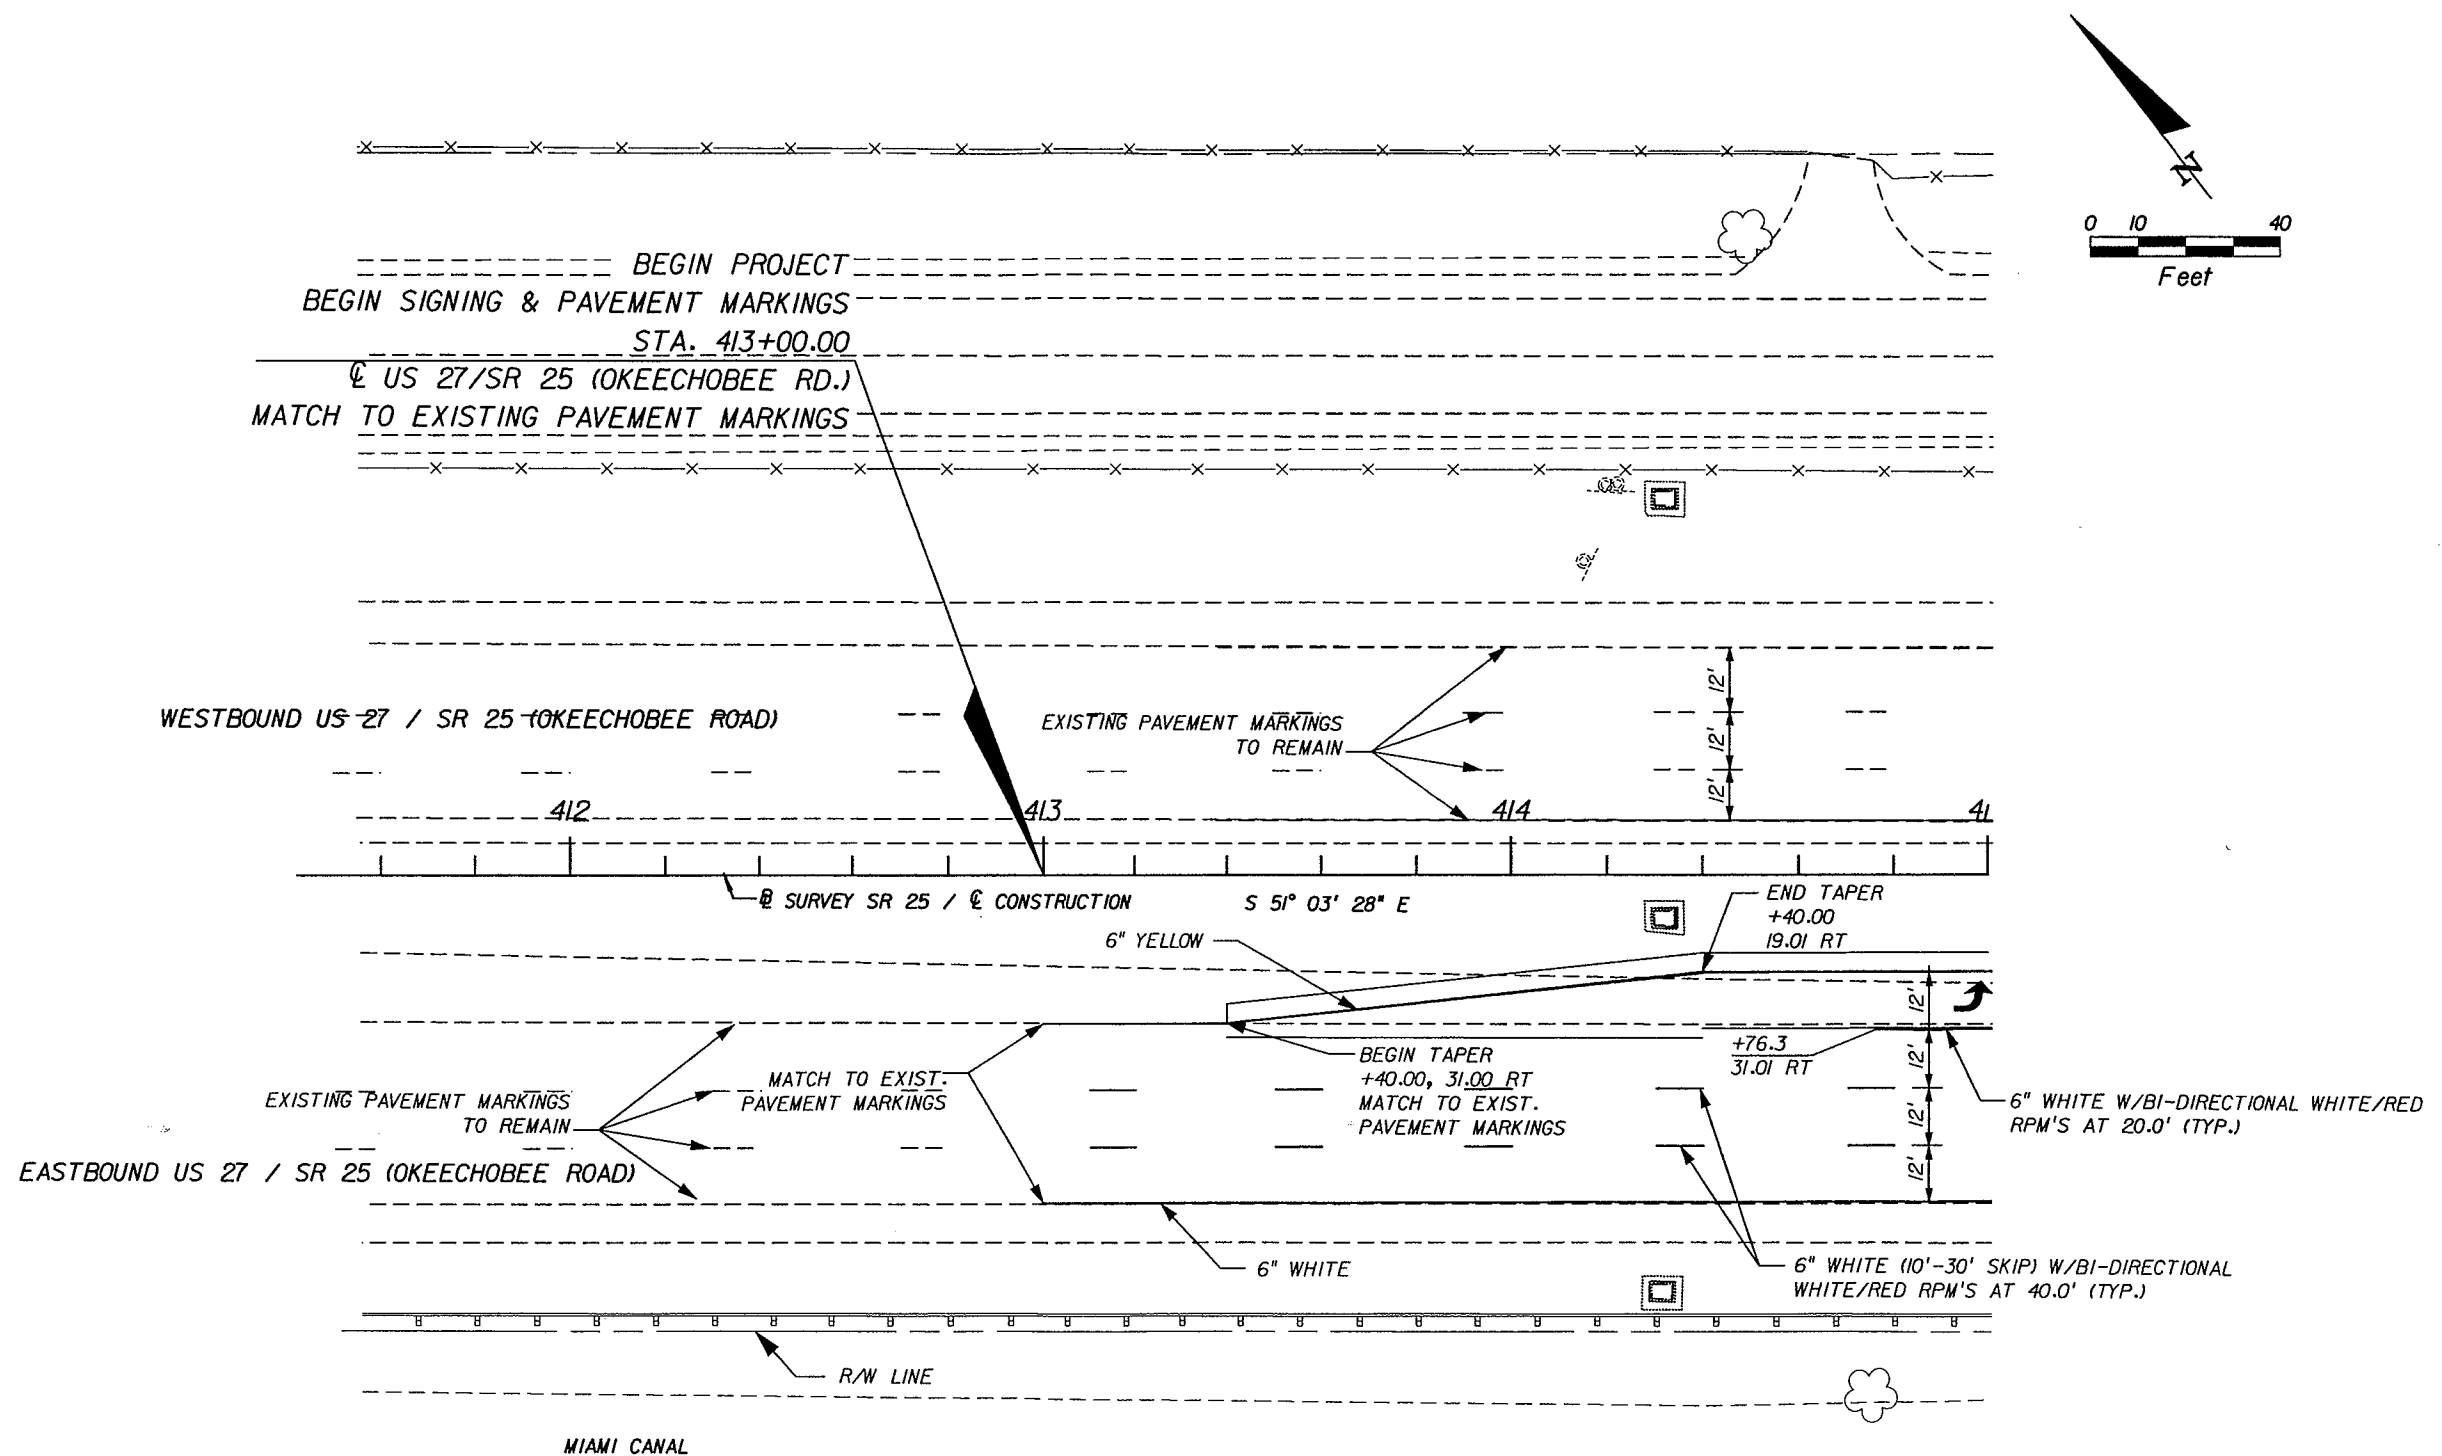 N
0 10 40
Feet
BEGIN PROJECT
BEGIN SIGNING & PAVEMENT MARKINGS
STA. 413+00.00
℄ US 27/SR 25 (OKEECHOBEE RD.)
MATCH TO EXISTING PAVEMENT MARKINGS
12'
12'
12'
WESTBOUND US 27 / SR 25 (OKEECHOBEE ROAD)
EXISTING PAVEMENT MARKINGS
TO REMAIN
412 413 414 41
B̲L SURVEY SR 25 / ℄ CONSTRUCTION
S 51° 03' 28" E
END TAPER
+40.00
19.01 RT
6" YELLOW
12'
12'
12'
12'
+76.3
31.01 RT
BEGIN TAPER
+40.00, 31.00 RT
MATCH TO EXIST.
PAVEMENT MARKINGS
MATCH TO EXIST.
PAVEMENT MARKINGS
EXISTING PAVEMENT MARKINGS
TO REMAIN
6" WHITE W/BI-DIRECTIONAL WHITE/RED
RPM'S AT 20.0' (TYP.)
EASTBOUND US 27 / SR 25 (OKEECHOBEE ROAD)
6" WHITE
6" WHITE (10'-30' SKIP) W/BI-DIRECTIONAL
WHITE/RED RPM'S AT 40.0' (TYP.)
R/W LINE
MIAMI CANAL